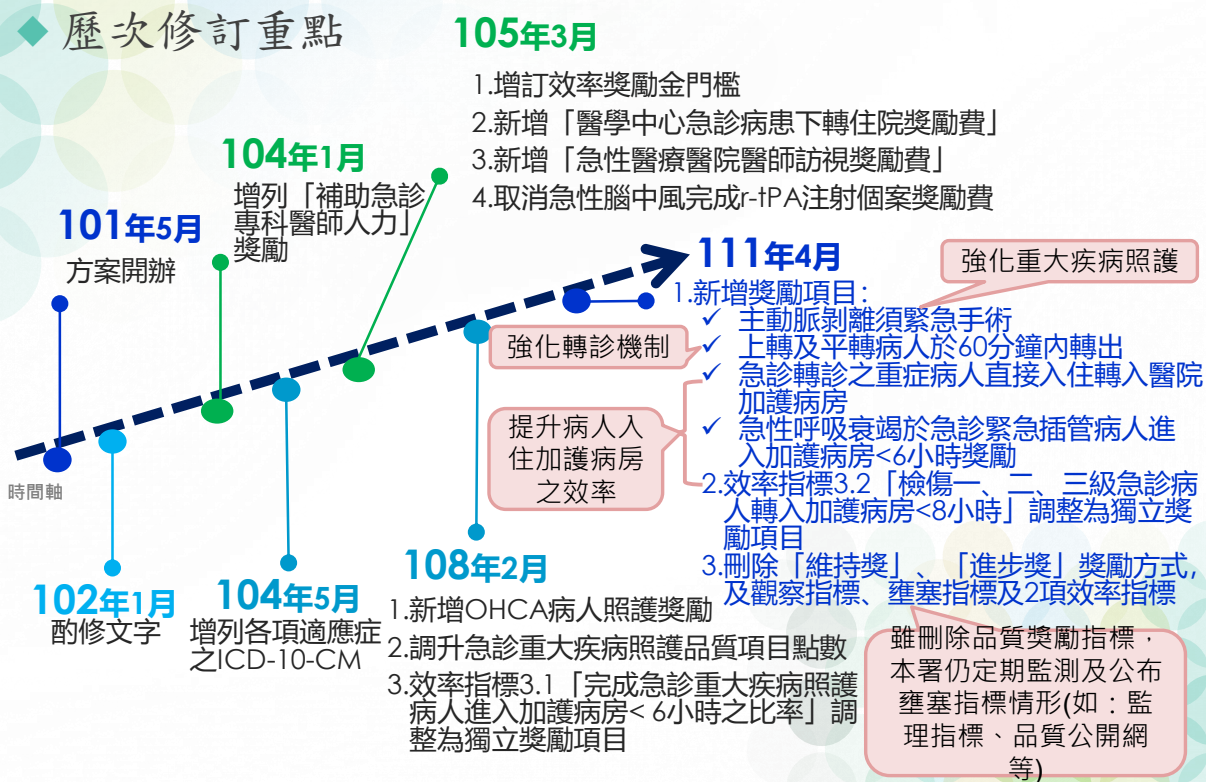 歷次修訂重點
105年3月
1.增訂效率獎勵金門檻
2.新增「醫學中心急診病患下轉住院獎勵費」
3.新增「急性醫療醫院醫師訪視獎勵費」
4.取消急性腦中風完成r-tPA注射個案獎勵費
104年1月
增列「補助急診
專科醫師人力」
獎勵
101年5月
方案開辦
111年4月
強化重大疾病照護
1.新增獎勵項目:
✓ 主動脈剝離須緊急手術
強化轉診機制
✓ 上轉及平轉病人於60分鐘內轉出
✓ 急診轉診之重症病人直接入住轉入醫院
加護病房
✓ 急性呼吸衰竭於急診緊急插管病人進
入加護病房<6小時獎勵
提升病人入
住加護病房
之效率
2.效率指標3.2「檢傷一、二、三級急診病
人轉入加護病房<8小時」調整為獨立獎
勵項目
3.刪除「維持獎」、「進步獎」獎勵方式,
及觀察指標、壅塞指標及2項效率指標
時間軸
102年1月
酌修文字
104年5月
增列各項適應症
之ICD-10-CM
108年2月
1.新增OHCA病人照護獎勵
2.調升急診重大疾病照護品質項目點數
3.效率指標3.1「完成急診重大疾病照護
病人進入加護病房< 6小時之比率」調
整為獨立獎勵項目
雖刪除品質獎勵指標，
本署仍定期監測及公布
壅塞指標情形(如：監
理指標、品質公開網
等)